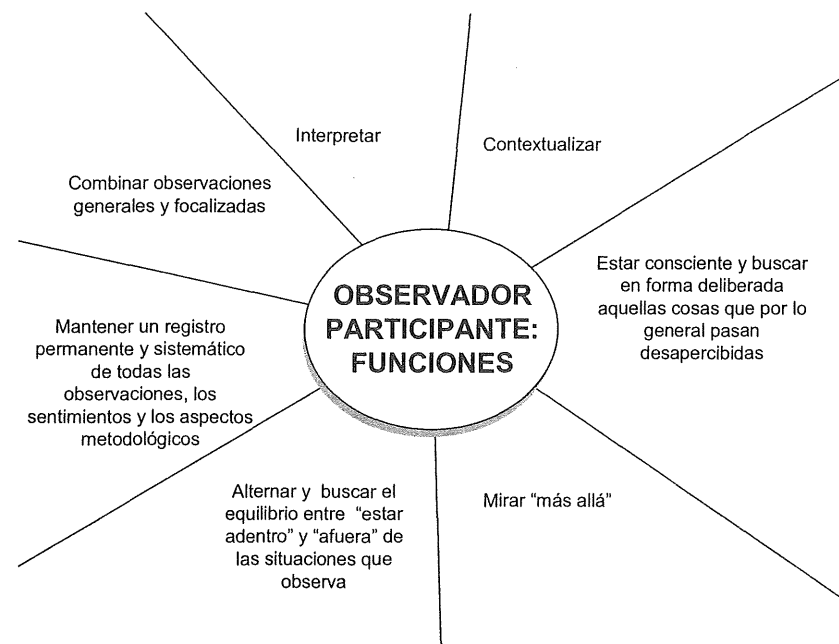 Interpretar
Contextualizar
Combinar observaciones
generales y focalizadas
OBSERVADOR
PARTICIPANTE:
FUNCIONES
Estar consciente y buscar
en forma deliberada
aquellas cosas que por lo
general pasan
desapercibidas
Mantener un registro
permanente y sistemático
de todas las
observaciones, los
sentimientos y los aspectos
metodológicos
Alternar y buscar el
equilibrio entre “estar
adentro” y “afuera” de
las situaciones que
observa
Mirar “más allá”